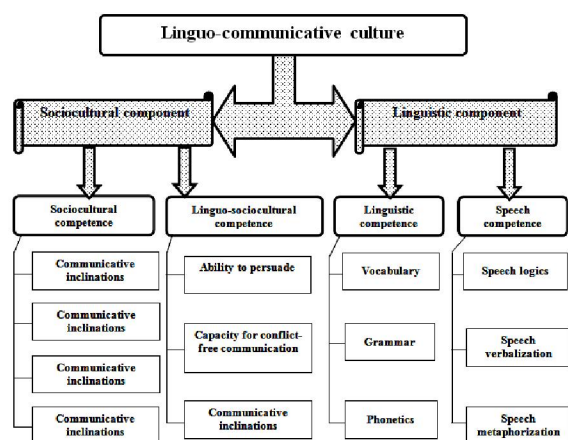 Linguo-communicative culture
Sociocultural component
Linguistic component
Sociocultural
competence
Linguo-sociocultural
competence
Linguistic
competence
Speech
competence
Communicative
inclinations
Communicative
inclinations
Communicative
inclinations
Communicative
inclinations
Ability to persuade
Capacity for conflict-
free communication
Communicative
inclinations
Vocabulary
Grammar
Phonetics
Speech logics
Speech
verbalization
Speech
metaphorization